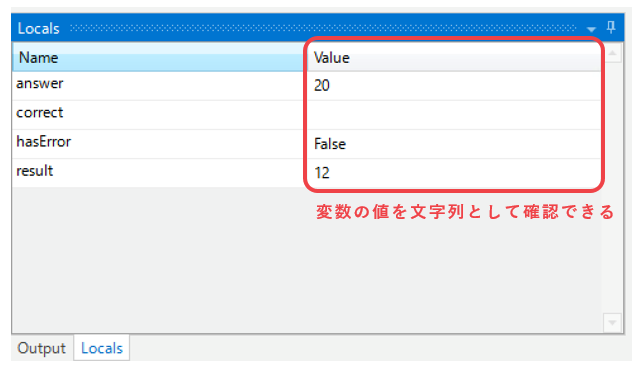 Locals
Name Value
answer 20
correct
hasError False
result 12
変数の値を文字列として確認できる
Output Locals